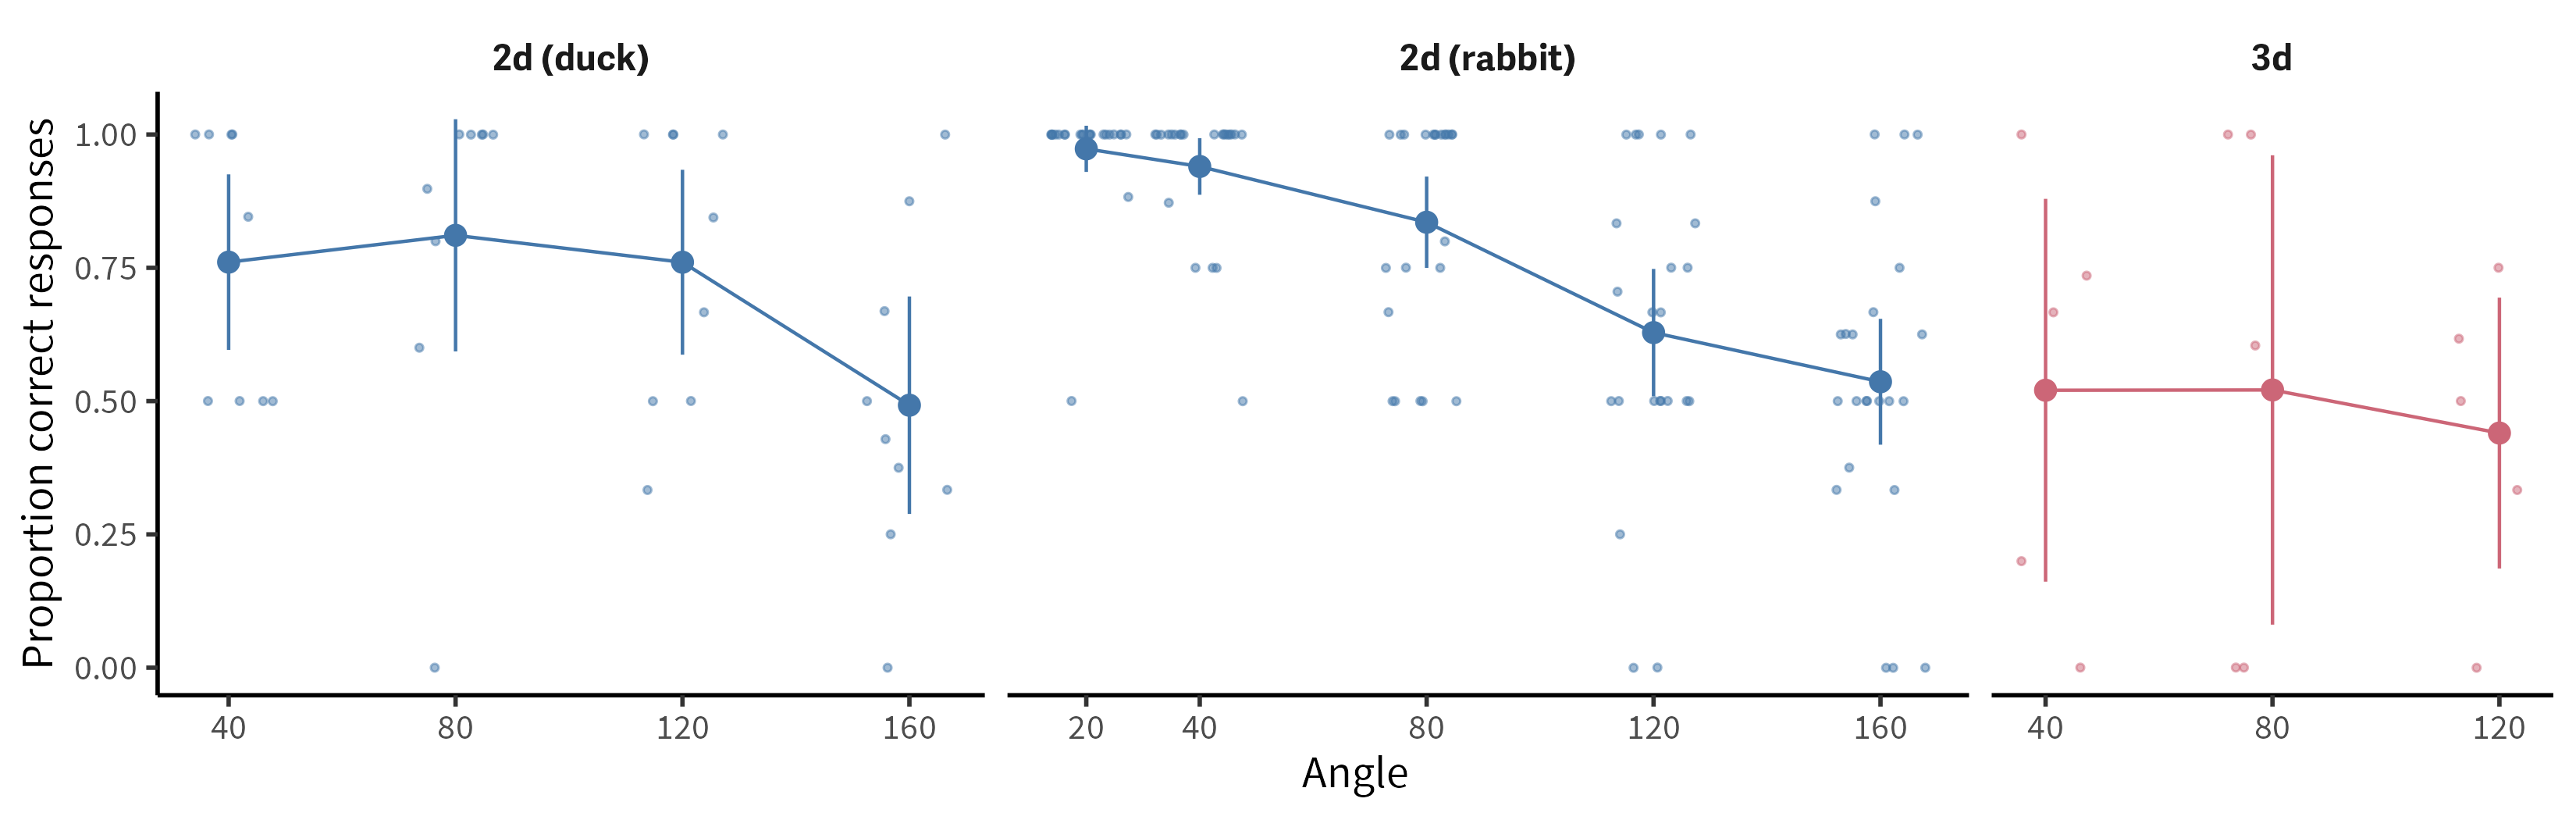 2d (duck)
2d (rabbit)
3d
Proportion correct responses
1.00
0.75
0.50
0.25
0.00
40 80 120 160
20 40 80 120 160
40 80 120
Angle